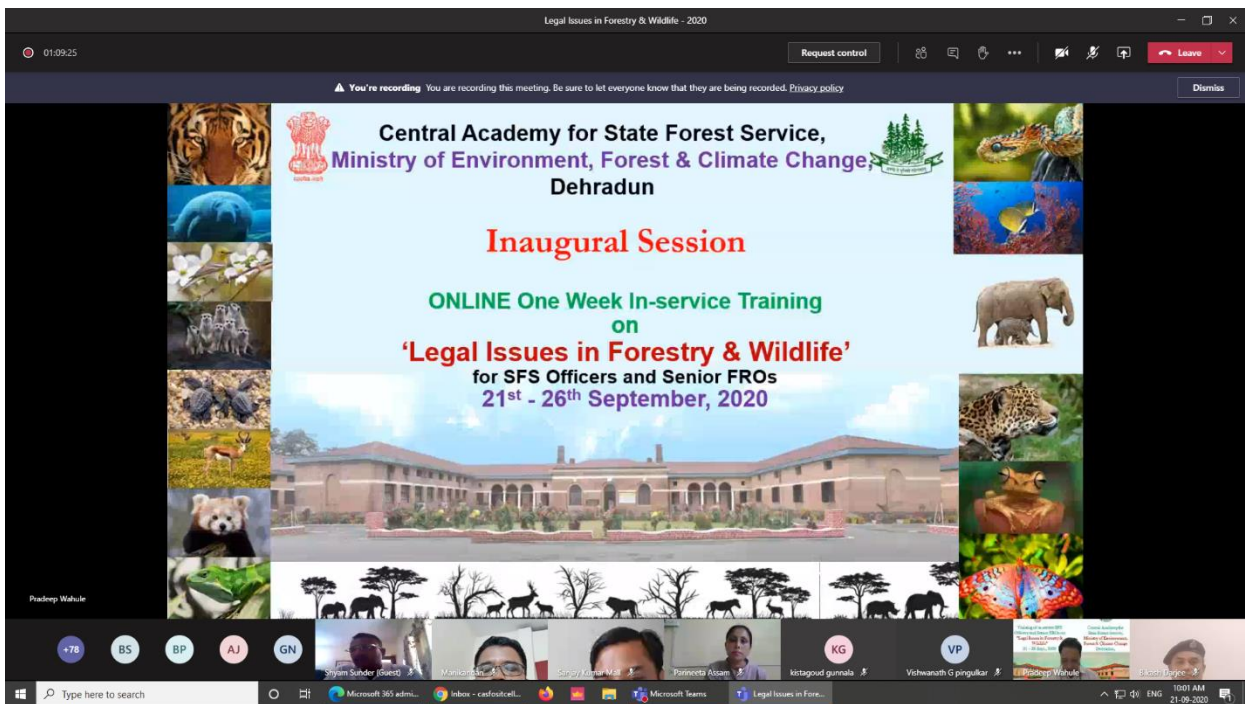 Legal Issues in Forestry & Wildlife - 2020
01:09:25
Request control
Leave
You're recording You are recording this meeting. Be sure to let everyone know that they are being recorded. Privacy policy
Dismiss
Central Academy for State Forest Service,
Ministry of Environment, Forest & Climate Change,
Dehradun
Inaugural Session
ONLINE One Week In-service Training
on
‘Legal Issues in Forestry & Wildlife’
for SFS Officers and Senior FROs
21st - 26th September, 2020
Pradeep Wahule
+78
BS
BP
AJ
GN
Shyam Sunder (Guest)
Manikandan
Sanjay Kumar Mall
Parineeta Assam
KG
kistagoud gunnala
VP
Vishwanath G pingulkar
Pradeep Wahule
Bikash Darjee
Type here to search
Microsoft 365 admi...
Inbox - casfositcell...
Microsoft Teams
Legal Issues in Fore...
ENG
10:01 AM
21-09-2020